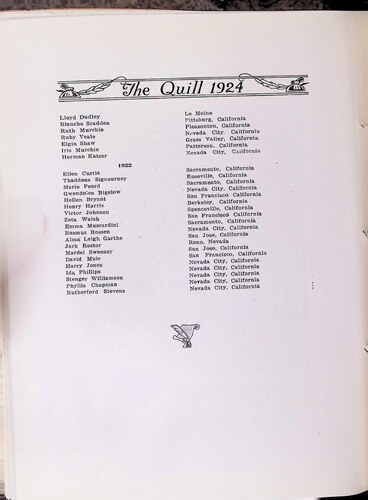 The Quill 1924
Lloyd Dudley Le Moine
Blanche Scadden Pittsburg, California
Ruth Murchie Pleasonton, California
Ruby Veale Nevada City, California
Elgin Shaw Grass Valley, California
Iris Murchie Patterson, California
Herman Katzer Nevada City, California
1922
Ellen Curtis Sacramento, California
Thaddeus Sigourney Roseville, California
Marie Peard Sacramento, California
Gwendolen Bigelow Nevada City, California
Hellen Bryant San Francisco, California
Henry Harris Berkeley, California
Victor Johnson Spenceville, California
Zeta Walsh San Francisco California
Emma Muscardini Sacramento, California
Rasmus Rossen Nevada City, California
Alma Leigh Garthe San Jose, California
Jack Rector Reno, Nevada
Mardel Sweeney San Jose, California
David Muir San Francisco, California
Harry Jones Nevada City, California
Ida Phillips Nevada City, California
Stenger Williamson Nevada City, California
Phyllis Chapman Nevada City, California
Rutherford Stevens Nevada City, California